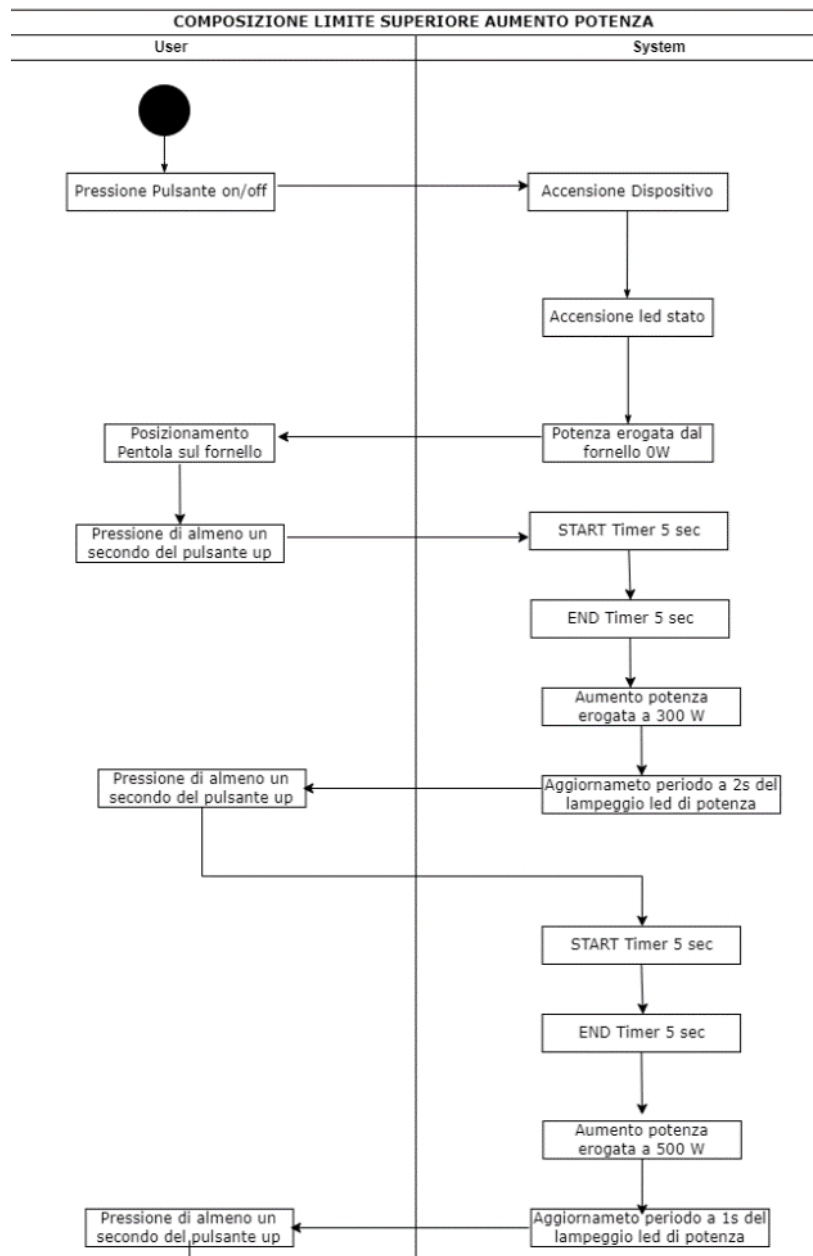 COMPOSIZIONE LIMITE SUPERIORE AUMENTO POTENZA
User
System
Pressione Pulsante on/off
Accensione Dispositivo
Accensione led stato
Potenza erogata dal
fornello 0W
Posizionamento
Pentola sul fornello
Pressione di almeno un
secondo del pulsante up
START Timer 5 sec
END Timer 5 sec
Aumento potenza
erogata a 300 W
Aggiornameto periodo a 2s del
lampeggio led di potenza
Pressione di almeno un
secondo del pulsante up
START Timer 5 sec
END Timer 5 sec
Aumento potenza
erogata a 500 W
Aggiornameto periodo a 1s del
lampeggio led di potenza
Pressione di almeno un
secondo del pulsante up